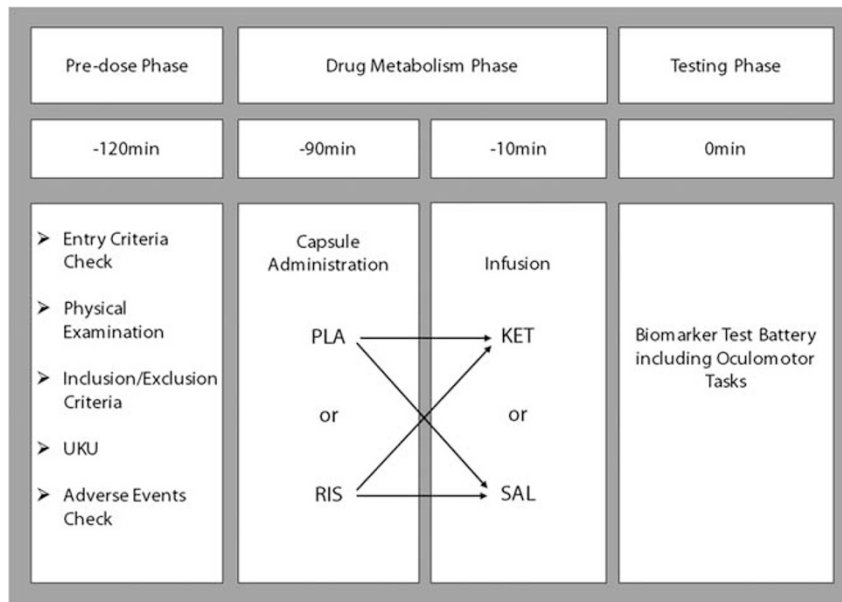 Pre-dose Phase
Drug Metabolism Phase
Testing Phase
-120min
-90min
-10min
0min
➢ Entry Criteria
Check
➢ Physical
Examination
➢ Inclusion/Exclusion
Criteria
➢ UKU
➢ Adverse Events
Check
Capsule
Administration
PLA
or
RIS
Infusion
KET
or
SAL
Biomarker Test Battery
including Oculomotor
Tasks